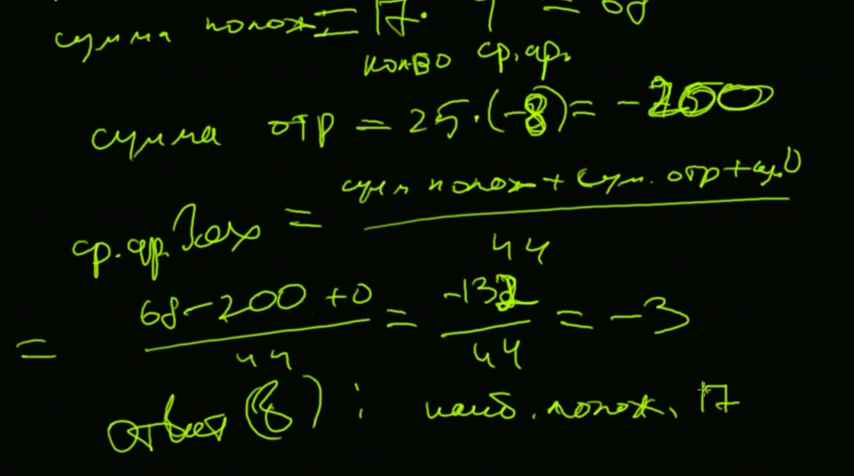 сумма полож = 17 · 4 = 68
кол-во ср.ар.
сумма отр = 25·(-8) = -200
сум полож + сум. отр + сум 0
ср.ар. всех =
44
= 68-200+0 / 44 = -132 / 44 = -3
ответ (в) : наиб. полож. 17